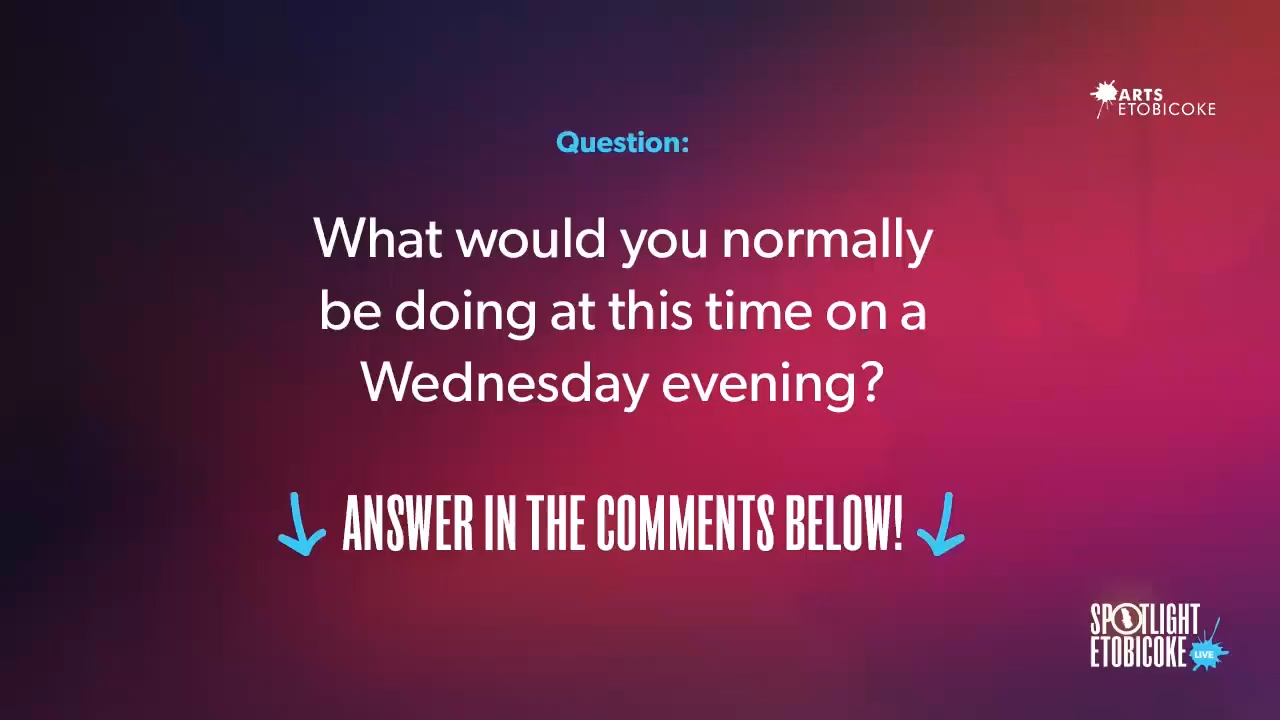 ARTS
ETOBICOKE
Question:
What would you normally
be doing at this time on a
Wednesday evening?
ANSWER IN THE COMMENTS BELOW!
SPOTLIGHT
ETOBICOKE
LIVE